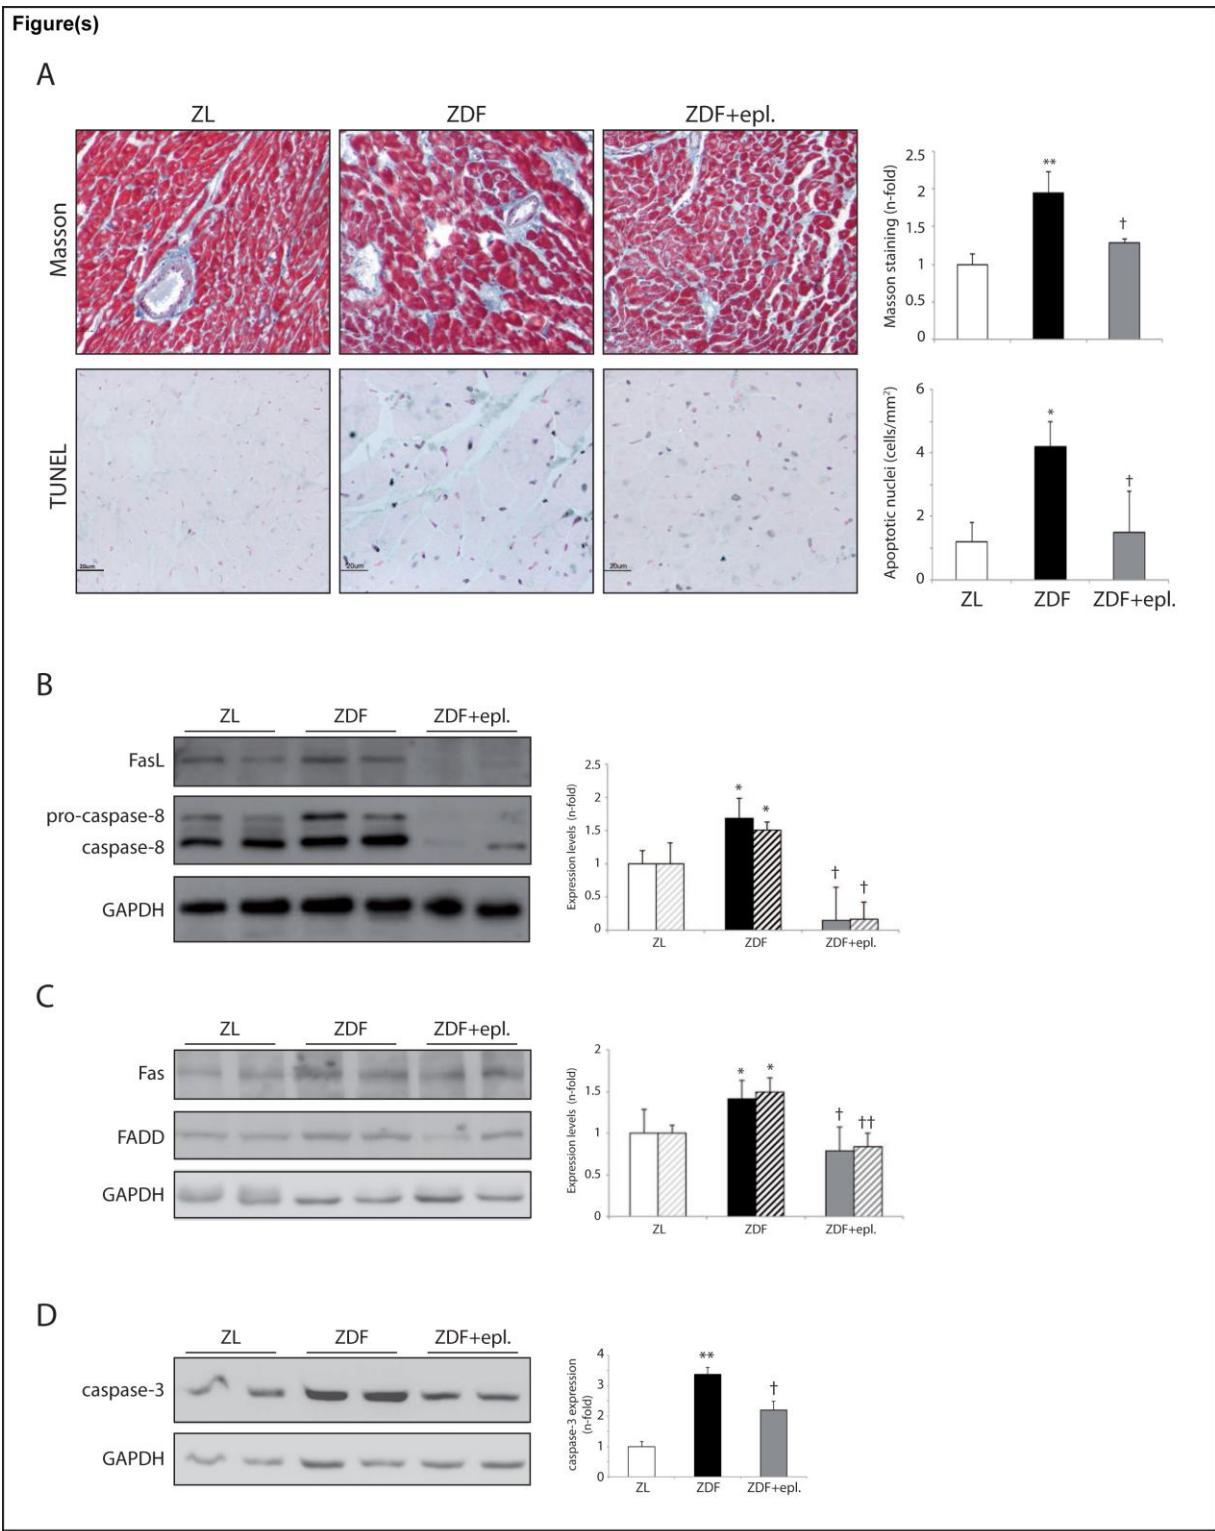 Figure(s)
A
ZL ZDF ZDF+epl.
Masson
Masson staining (n-fold)
2.5
2
1.5
1
0.5
0
**
†
TUNEL
20um
20um
20um
Apoptotic nuclei (cells/mm²)
6
4
2
0
*
†
ZL ZDF ZDF+epl.
B
ZL ZDF ZDF+epl.
FasL
pro-caspase-8
caspase-8
GAPDH
Expression levels (n-fold)
2.5
2
1.5
1
0.5
0
* *
† †
ZL ZDF ZDF+epl.
C
ZL ZDF ZDF+epl.
Fas
FADD
GAPDH
Expression levels (n-fold)
2
1.5
1
0.5
0
* *
† ††
ZL ZDF ZDF+epl.
D
ZL ZDF ZDF+epl.
caspase-3
GAPDH
caspase-3 expression
(n-fold)
4
3
2
1
0
**
†
ZL ZDF ZDF+epl.